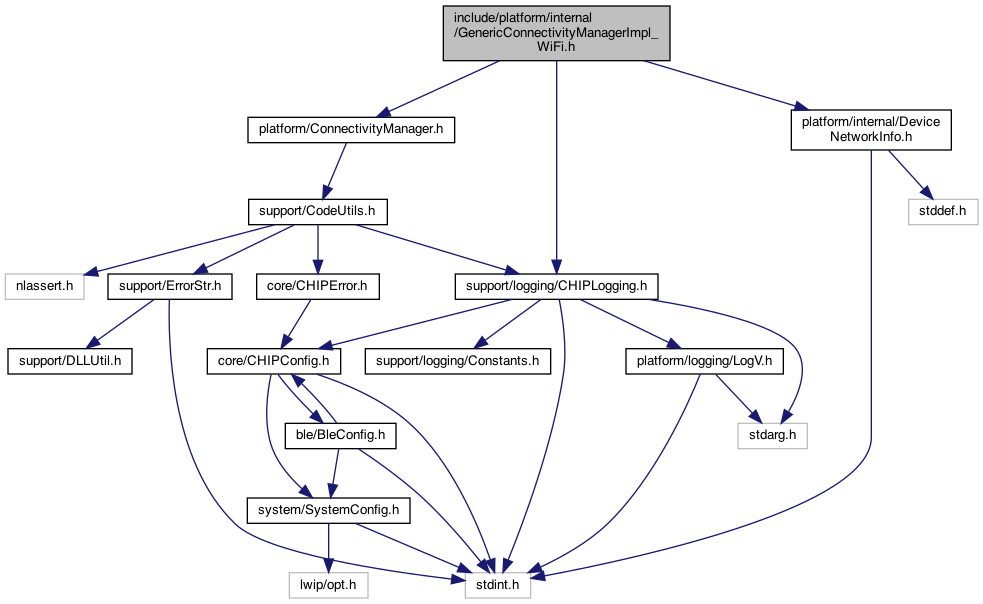 include/platform/internal
/GenericConnectivityManagerImpl_
WiFi.h
platform/ConnectivityManager.h
platform/internal/Device
NetworkInfo.h
support/CodeUtils.h
stddef.h
nlassert.h
support/ErrorStr.h
core/CHIPError.h
support/logging/CHIPLogging.h
support/DLLUtil.h
core/CHIPConfig.h
support/logging/Constants.h
platform/logging/LogV.h
ble/BleConfig.h
stdarg.h
system/SystemConfig.h
lwip/opt.h
stdint.h